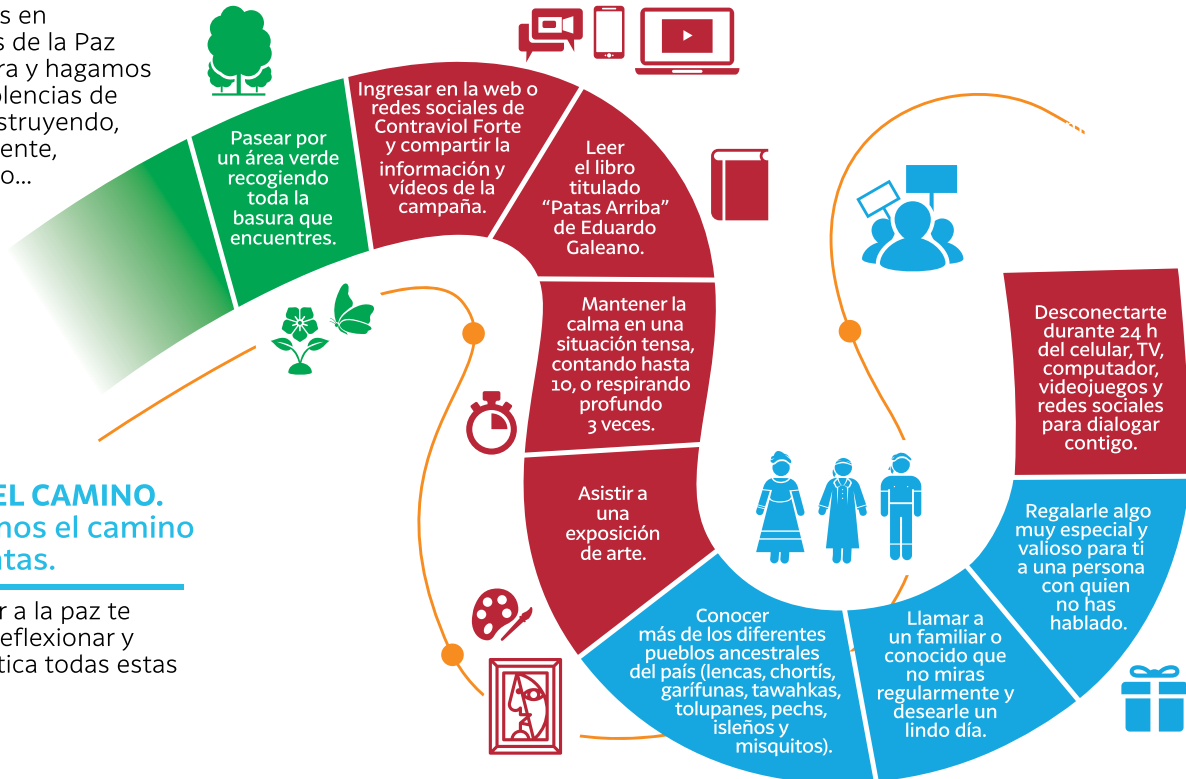 s en
s de la Paz
ra y hagamos
olencias de
struyendo,
ente,
o...
Pasear por
un área verde
recogiendo
toda la
basura que
encuentres.
Ingresar en la web o
redes sociales de
Contraviol Forte
y compartir la
información y
vídeos de la
campaña.
Leer
el libro
titulado
“Patas Arriba”
de Eduardo
Galeano.
Mantener la
calma en una
situación tensa,
contando hasta
10, o respirando
profundo
3 veces.
Asistir a
una
exposición
de arte.
Conocer
más de los diferentes
pueblos ancestrales
del país (lencas, chortís,
garífunas, tawahkas,
tolupanes, pechs,
isleños y
misquitos).
Llamar a
un familiar o
conocido que
no miras
regularmente y
desearle un
lindo día.
Regalarle algo
muy especial y
valioso para ti
a una persona
con quien
no has
hablado.
Desconectarte
durante 24 h
del celular, TV,
computador,
videojuegos y
redes sociales
para dialogar
contigo.
EL CAMINO.
mos el camino
ntas.
r a la paz te
reflexionar y
tica todas estas